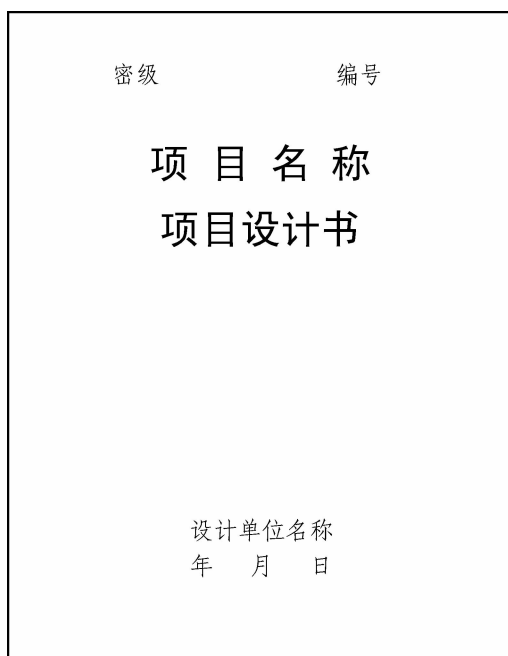 密级 编号
项目名称
项目设计书
设计单位名称
年 月 日